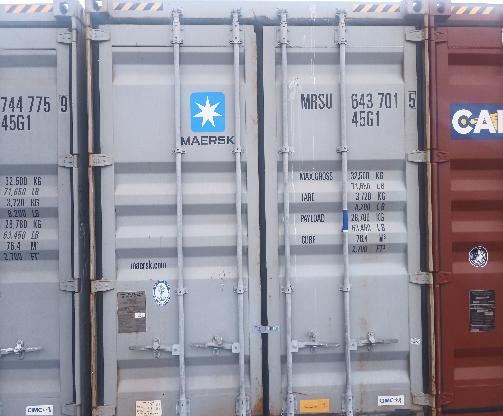 744 775 9
45G1
32,500 KG
71,650 LB
3,720 KG
8,200 LB
28,780 KG
63,450 LB
76.4 M³
2,700 FT³
MAERSK
maersk.com
MRSU 643 701 5
45G1
MAX.GROSS 32,500 KG
71,650 LB
TARE 3,720 KG
8,200 LB
PAYLOAD 28,780 KG
63,450 LB
CUBE 76.4 M³
2,700 FT³
CIMC
CIMC
CAI